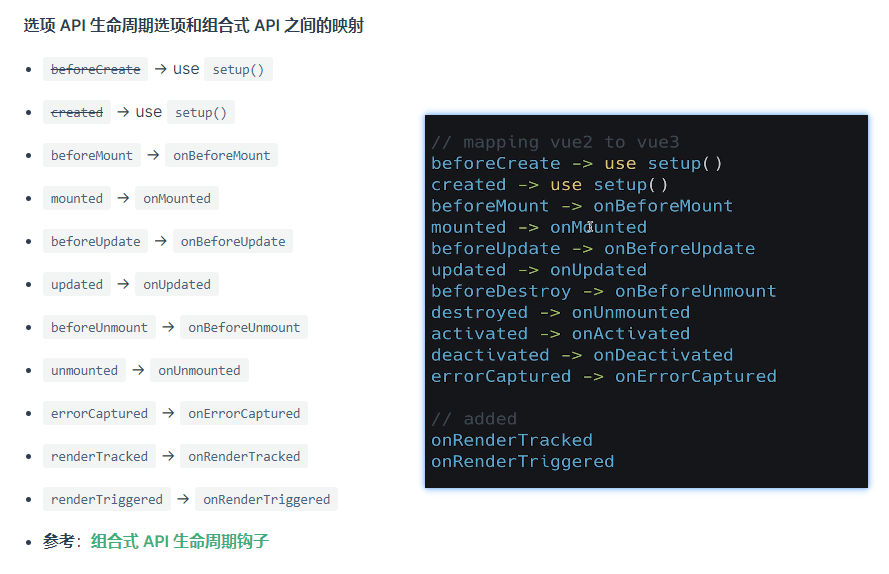 选项 API 生命周期选项和组合式 API 之间的映射
beforeCreate -> use setup()
created -> use setup()
beforeMount -> onBeforeMount
mounted -> onMounted
beforeUpdate -> onBeforeUpdate
updated -> onUpdated
beforeUnmount -> onBeforeUnmount
unmounted -> onUnmounted
errorCaptured -> onErrorCaptured
renderTracked -> onRenderTracked
renderTriggered -> onRenderTriggered
参考：组合式 API 生命周期钩子
// mapping vue2 to vue3
beforeCreate -> use setup()
created -> use setup()
beforeMount -> onBeforeMount
mounted -> onMounted
beforeUpdate -> onBeforeUpdate
updated -> onUpdated
beforeDestroy -> onBeforeUnmount
destroyed -> onUnmounted
activated -> onActivated
deactivated -> onDeactivated
errorCaptured -> onErrorCaptured
// added
onRenderTracked
onRenderTriggered